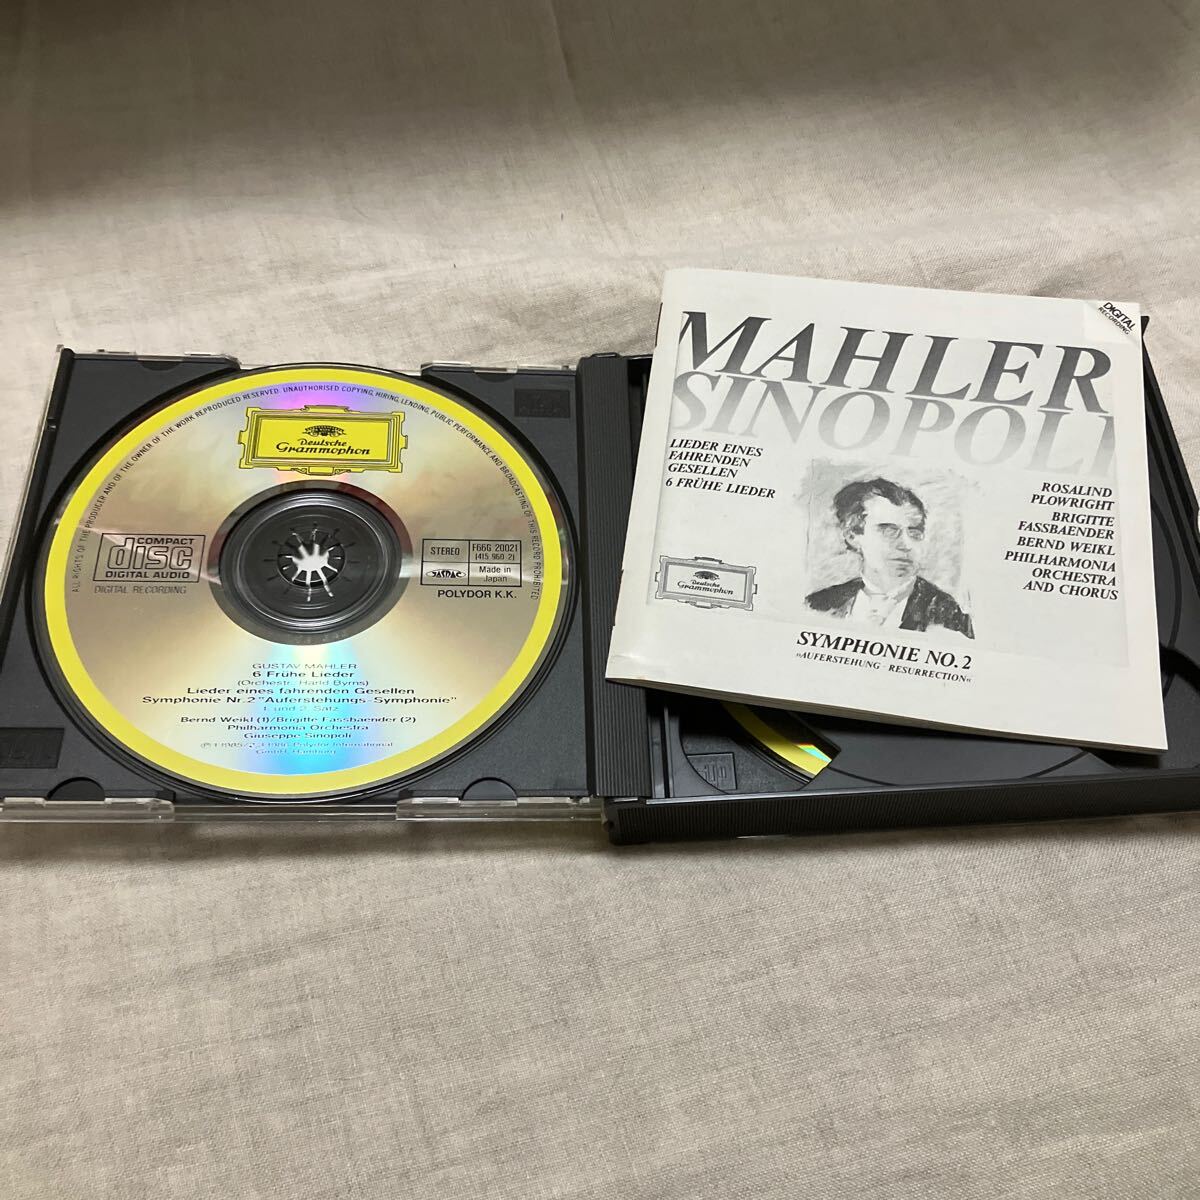 ALL RIGHTS OF THE PRODUCER AND OF THE OWNER OF THE WORK REPRODUCED RESERVED. UNAUTHORISED COPYING, HIRING, LENDING, PUBLIC PERFORMANCE AND BROADCASTING OF THIS RECORD PROHIBITED
Deutsche
Grammophon
COMPACT
disc
DIGITAL AUDIO
DIGITAL RECORDING
STEREO
F66G 20021
(415 960-2)
JASRAC
Made in
Japan
POLYDOR K.K.
GUSTAV MAHLER
6 Frühe Lieder
(Orchestr.: Harld Byrns)
Lieder eines fahrenden Gesellen
Symphonie Nr.2 "Auferstehungs-Symphonie"
1. und 2. Satz
Bernd Weikl (1)/Brigitte Fassbaender (2)
Philharmonia Orchestra
Giuseppe Sinopoli
1986 Polydor International
GmbH, Hamburg
DIGITAL
RECORDING
MAHLER
SINOPOLI
LIEDER EINES
FAHRENDEN
GESELLEN
6 FRÜHE LIEDER
ROSALIND
PLOWRIGHT
BRIGITTE
FASSBAENDER
BERND WEIKL
PHILHARMONIA
ORCHESTRA
AND CHORUS
Deutsche
Grammophon
SYMPHONIE NO. 2
»AUFERSTEHUNG - RESURRECTION«